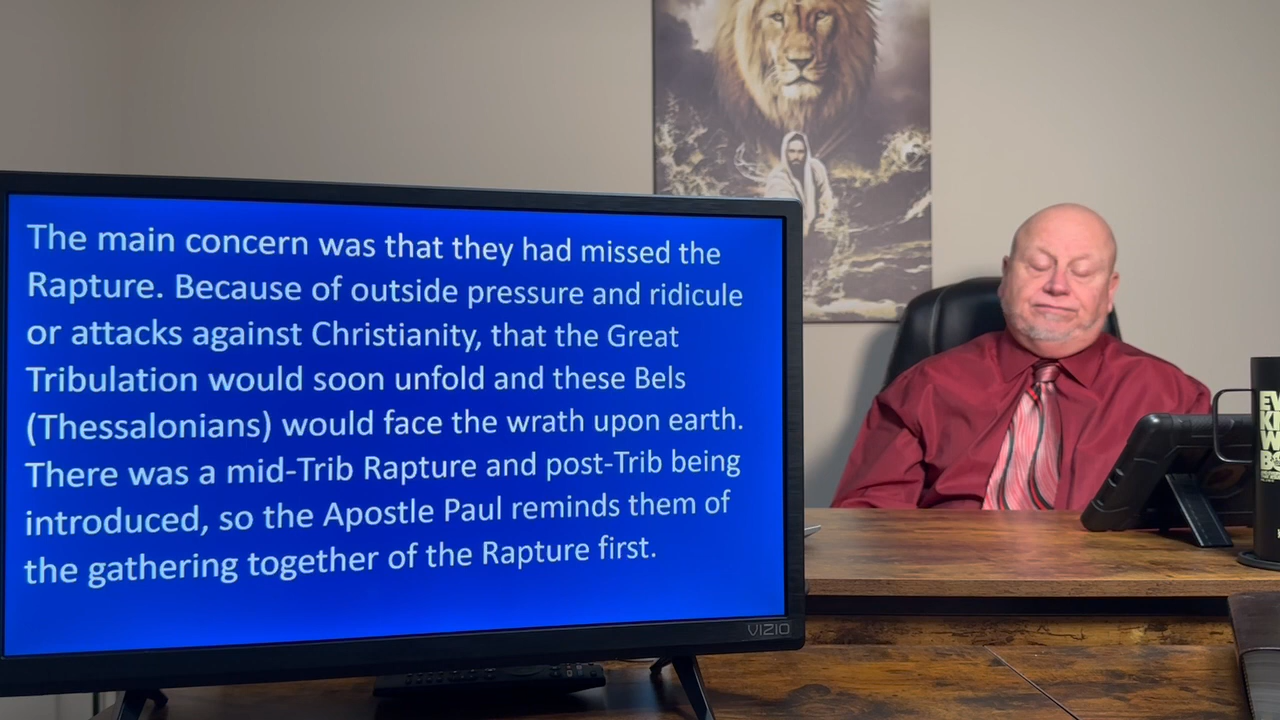 The main concern was that they had missed the
Rapture. Because of outside pressure and ridicule
or attacks against Christianity, that the Great
Tribulation would soon unfold and these Bels
(Thessalonians) would face the wrath upon earth.
There was a mid-Trib Rapture and post-Trib being
introduced, so the Apostle Paul reminds them of
the gathering together of the Rapture first.
VIZIO